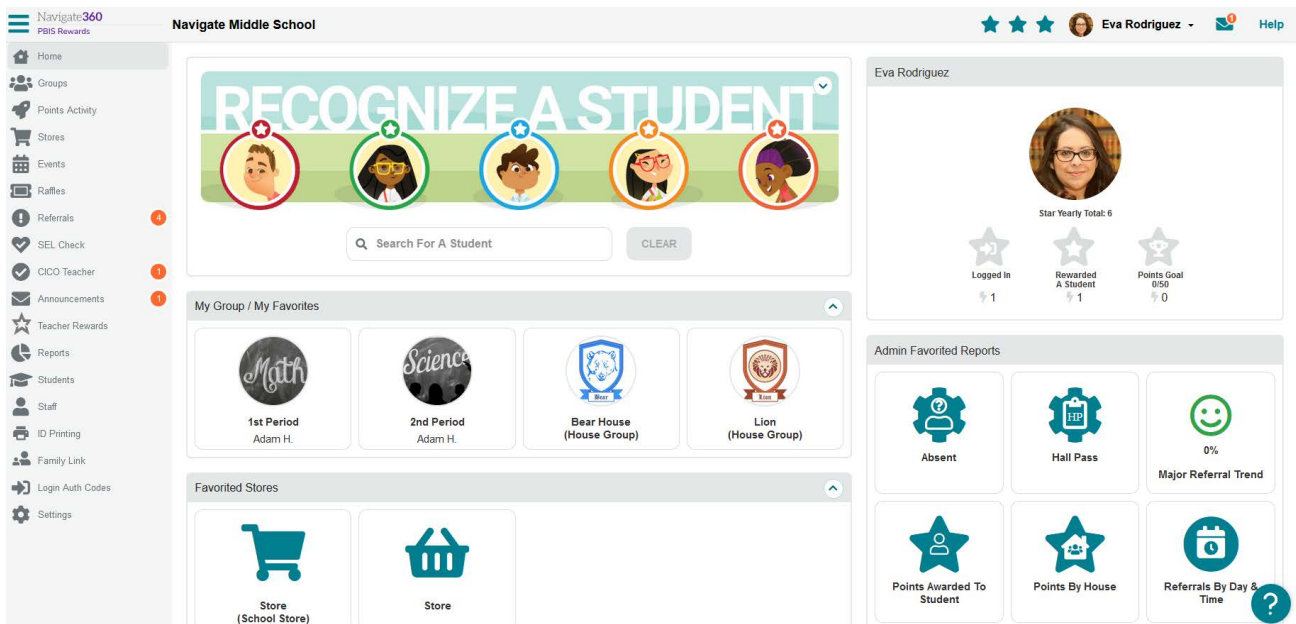 Navigate360
PBIS Rewards
Navigate Middle School
Eva Rodriguez
1
Help
Home
Groups
Points Activity
Stores
Events
Raffles
Referrals
4
SEL Check
CICO Teacher
1
Announcements
1
Teacher Rewards
Reports
Students
Staff
ID Printing
Family Link
Login Auth Codes
Settings
RECOGNIZE A STUDENT
Search For A Student
CLEAR
My Group / My Favorites
Math
1st Period
Adam H.
Science
2nd Period
Adam H.
Bear
Bear House
(House Group)
Lion
Lion
(House Group)
Favorited Stores
Store
(School Store)
Store
Eva Rodriguez
Star Yearly Total: 6
Logged In
1
Rewarded
A Student
1
Points Goal
0/50
0
Admin Favorited Reports
Absent
HP
Hall Pass
0%
Major Referral Trend
Points Awarded To
Student
Points By House
Referrals By Day &
Time
?